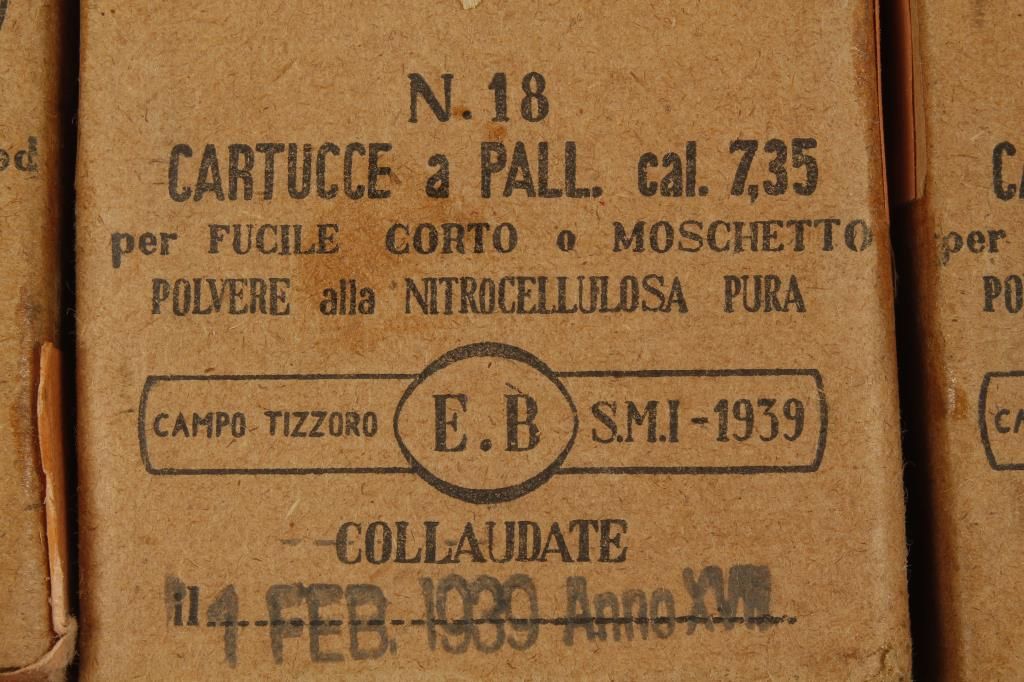 N. 18
CARTUCCE a PALL. cal. 7,35
per FUCILE CORTO o MOSCHETTO
POLVERE alla NITROCELLULOSA PURA
CAMPO TIZZORO E.B S.M.I-1939
COLLAUDATE
il 1 FEB. 1939 Anno XVII
per